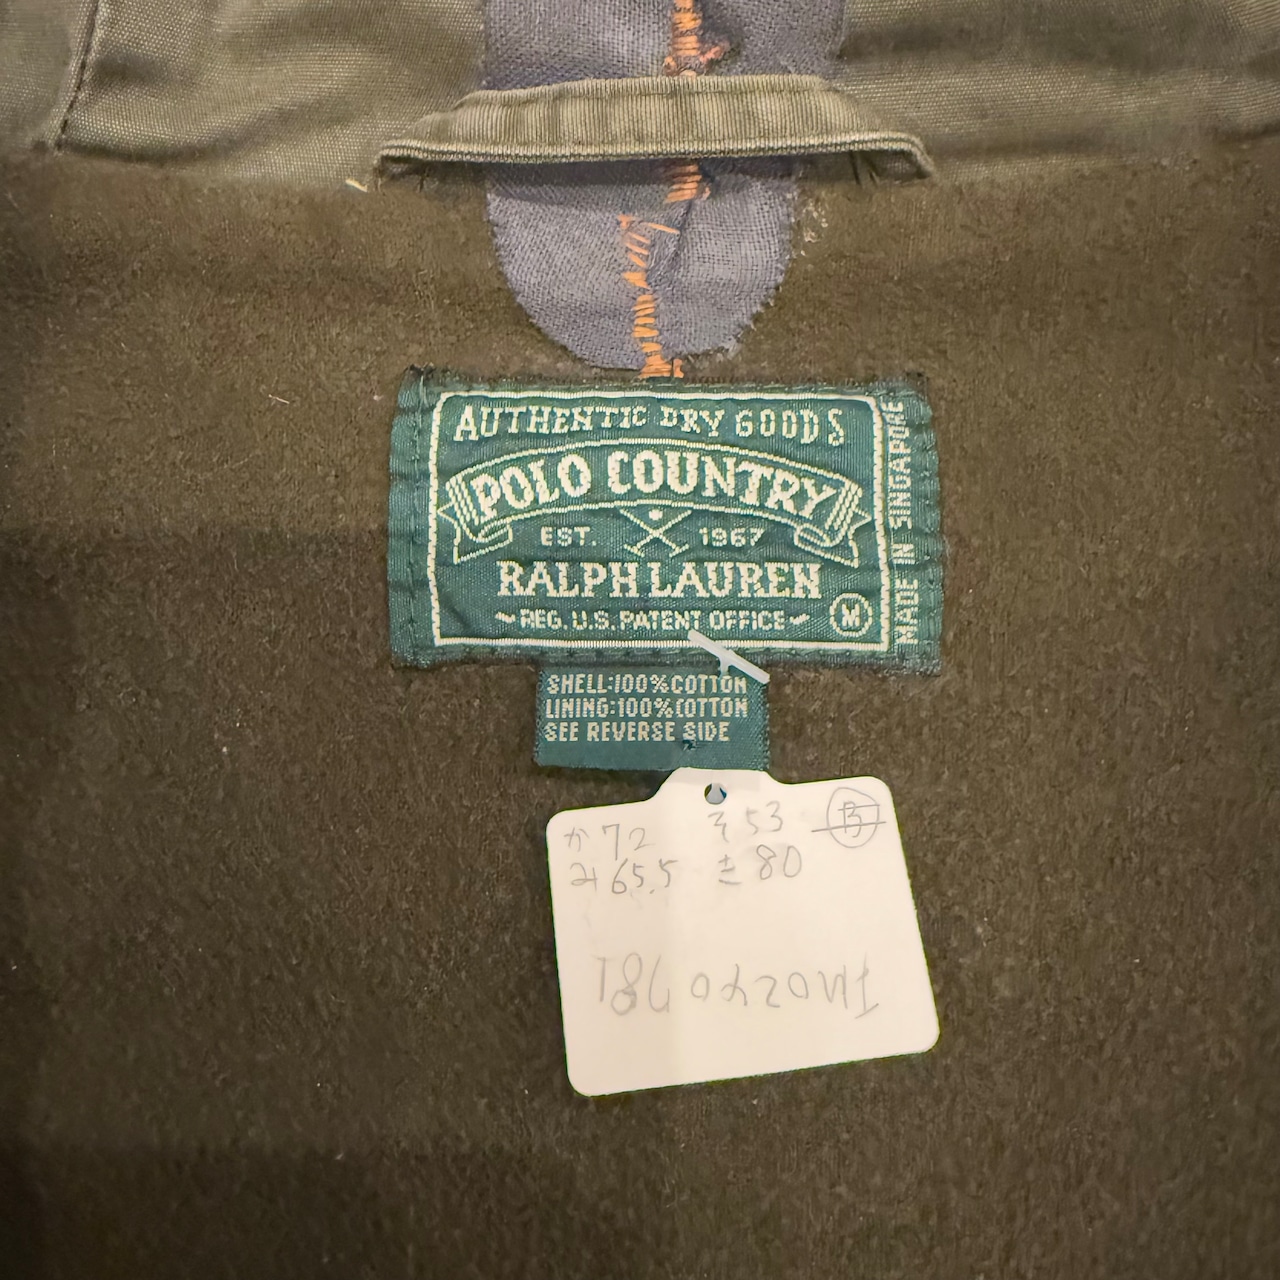 AUTHENTIC DRY GOODS
POLO COUNTRY
EST. 1967
RALPH LAUREN
REG. U.S. PATENT OFFICE
M
MADE IN SINGAPORE
SHELL:100%COTTON
LINING:100%COTTON
SEE REVERSE SIDE
か72 そ53 B
み65.5 き80